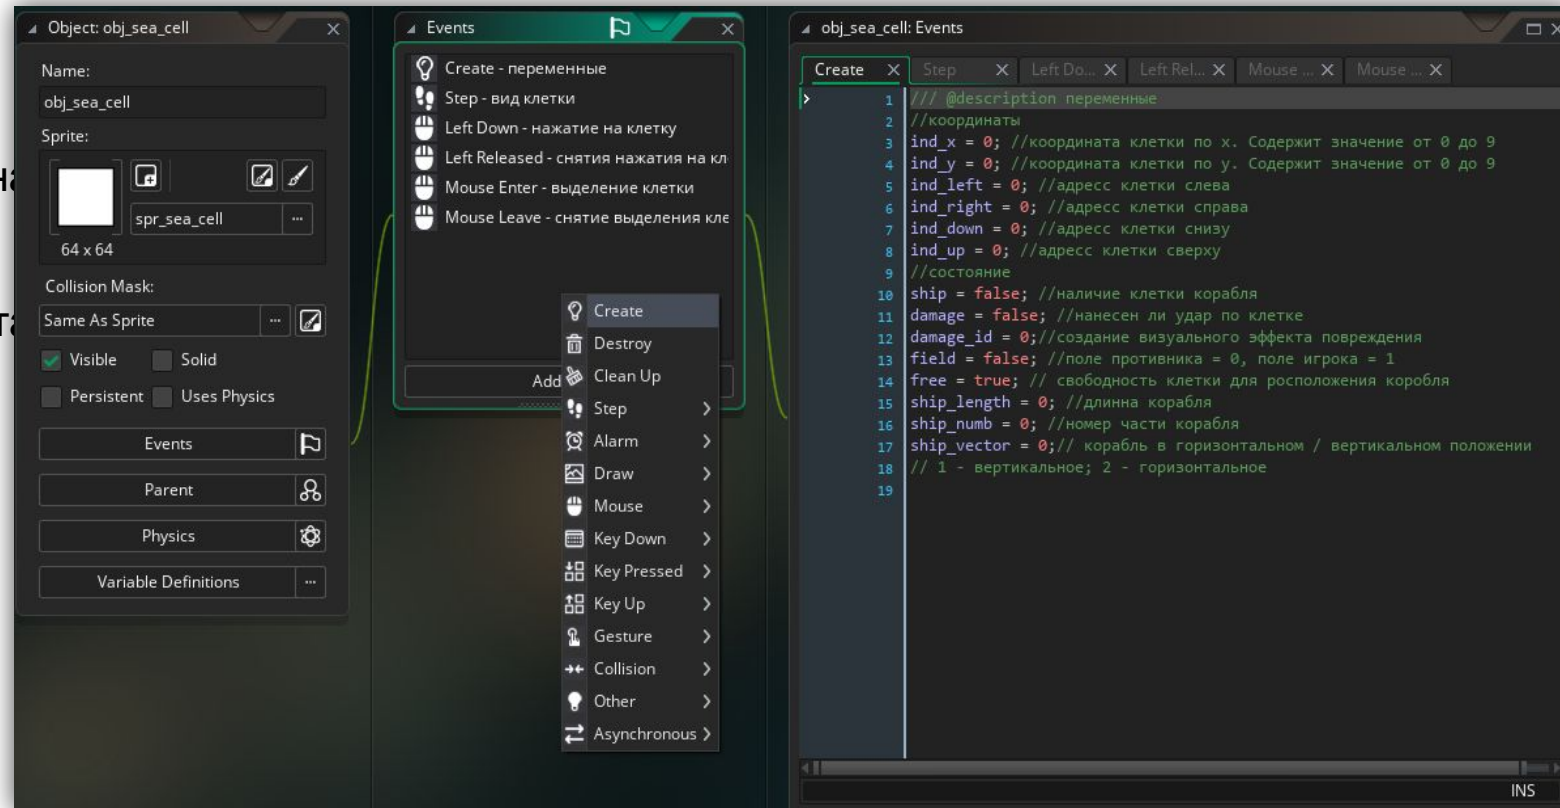 Object: obj_sea_cell
Name:
obj_sea_cell
Sprite:
spr_sea_cell
64 x 64
Collision Mask:
Same As Sprite
Visible
Solid
Persistent
Uses Physics
Events
Parent
Physics
Variable Definitions
Events
Create - переменные
Step - вид клетки
Left Down - нажатие на клетку
Left Released - снятия нажатия на кл
Mouse Enter - выделение клетки
Mouse Leave - снятие выделения кле
Add
Create
Destroy
Clean Up
Step
Alarm
Draw
Mouse
Key Down
Key Pressed
Key Up
Gesture
Collision
Other
Asynchronous
obj_sea_cell: Events
Create
Step
Left Do...
Left Rel...
Mouse ...
Mouse ...
1 /// @description переменные
2 //координаты
3 ind_x = 0; //координата клетки по x. Содержит значение от 0 до 9
4 ind_y = 0; //координата клетки по y. Содержит значение от 0 до 9
5 ind_left = 0; //адресс клетки слева
6 ind_right = 0; //адресс клетки справа
7 ind_down = 0; //адресс клетки снизу
8 ind_up = 0; //адресс клетки сверху
9 //состояние
10 ship = false; //наличие клетки корабля
11 damage = false; //нанесен ли удар по клетке
12 damage_id = 0;//создание визуального эффекта повреждения
13 field = false; //поле противника = 0, поле игрока = 1
14 free = true; // свободность клетки для росположения коробля
15 ship_length = 0; //длинна корабля
16 ship_numb = 0; //номер части корабля
17 ship_vector = 0;// корабль в горизонтальном / вертикальном положении
18 // 1 - вертикальное; 2 - горизонтальное
19
INS